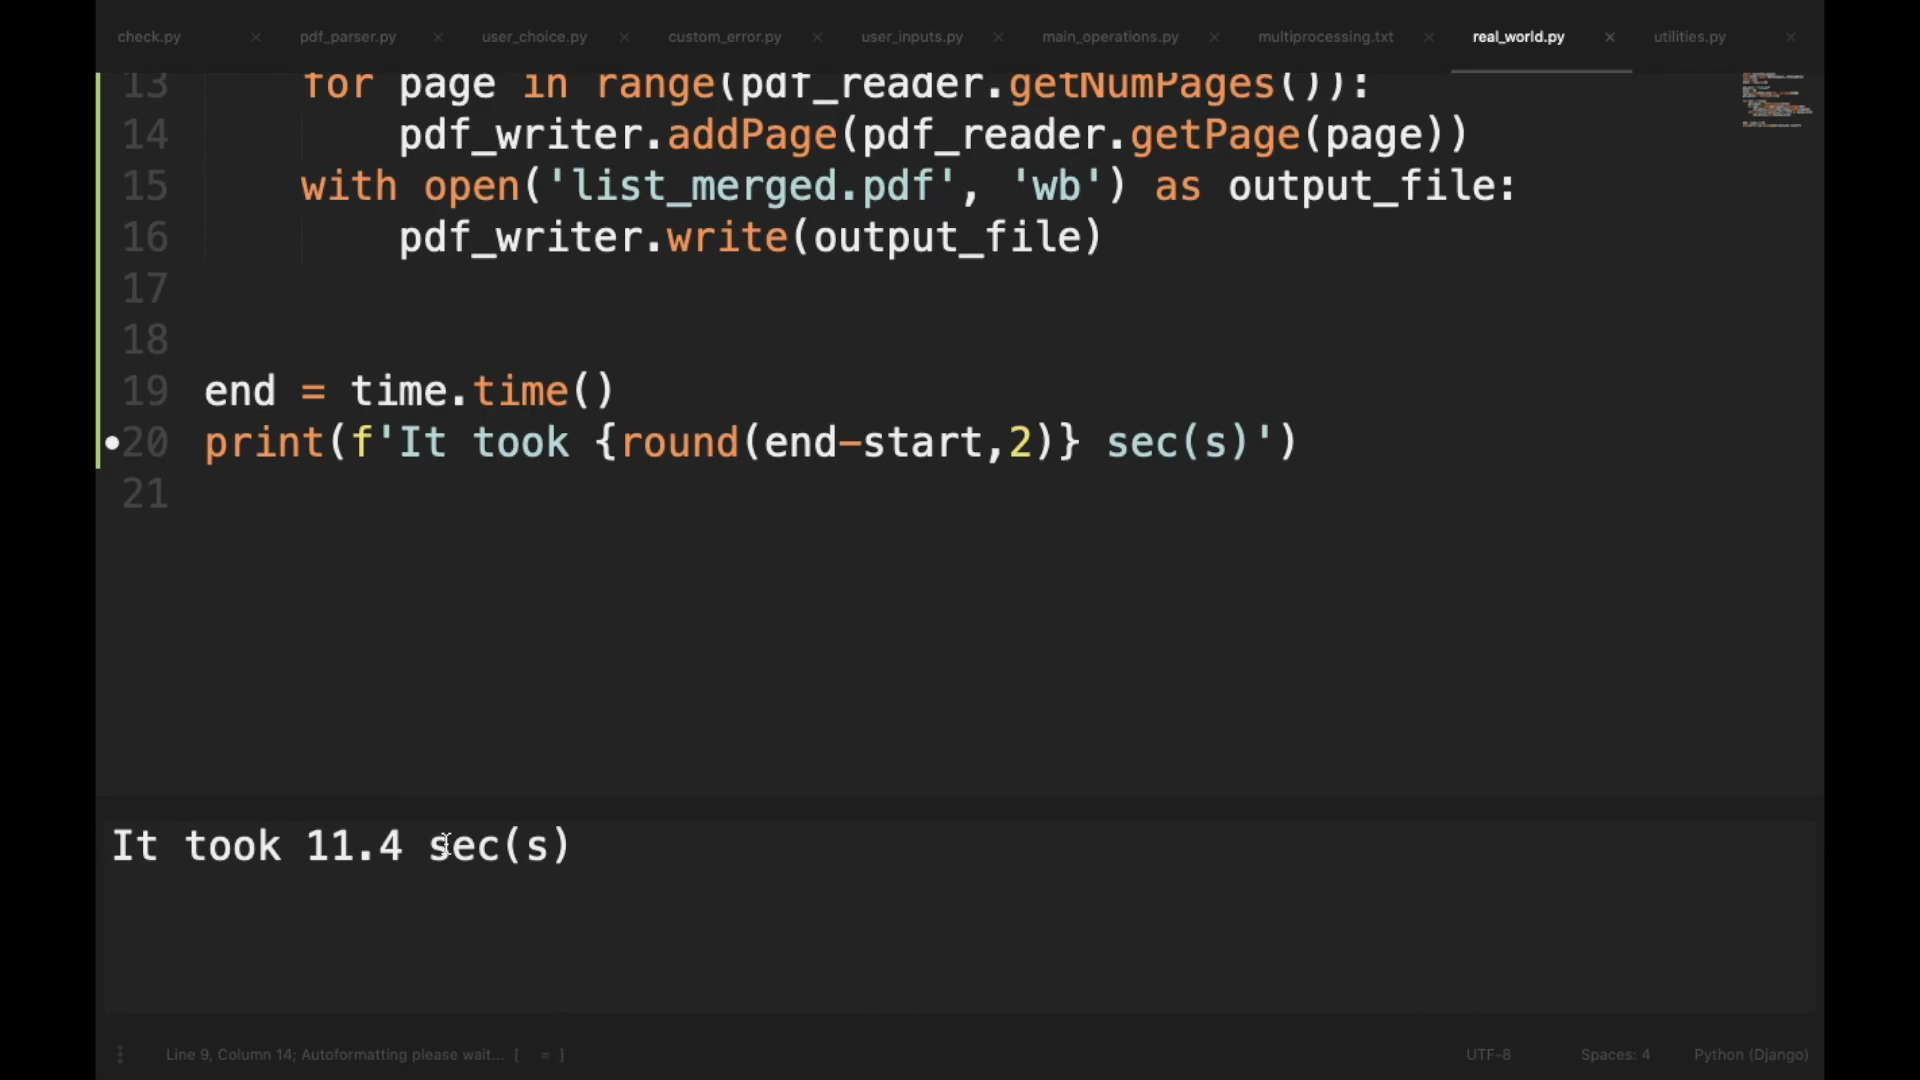 check.py × pdf_parser.py × user_choice.py × custom_error.py × user_inputs.py × main_operations.py × multiprocessing.txt × real_world.py × utilities.py ×
13 for page in range(pdf_reader.getNumPages()):
14 pdf_writer.addPage(pdf_reader.getPage(page))
15 with open('list_merged.pdf', 'wb') as output_file:
16 pdf_writer.write(output_file)
17
18
19 end = time.time()
20 print(f'It took {round(end-start,2)} sec(s)')
21
It took 11.4 sec(s)
Line 9, Column 14; Autoformatting please wait... [ = ] UTF-8 Spaces: 4 Python (Django)